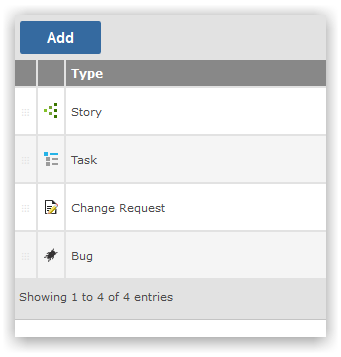 Add
Type
Story
Task
Change Request
Bug
Showing 1 to 4 of 4 entries